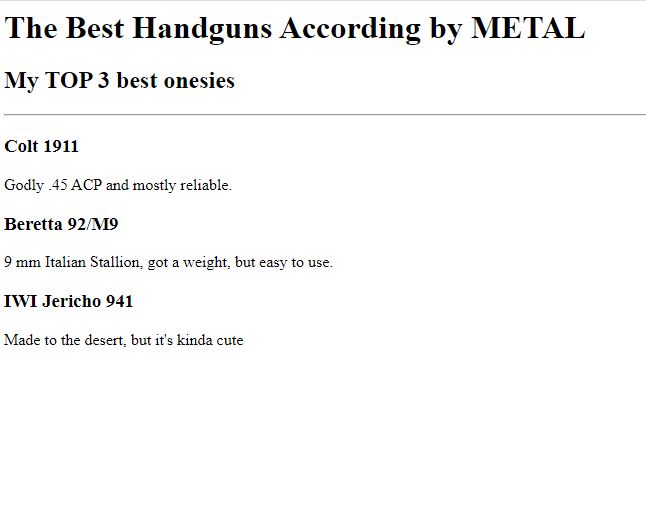 The Best Handguns According by METAL
My TOP 3 best onesies
Colt 1911
Godly .45 ACP and mostly reliable.
Beretta 92/M9
9 mm Italian Stallion, got a weight, but easy to use.
IWI Jericho 941
Made to the desert, but it's kinda cute